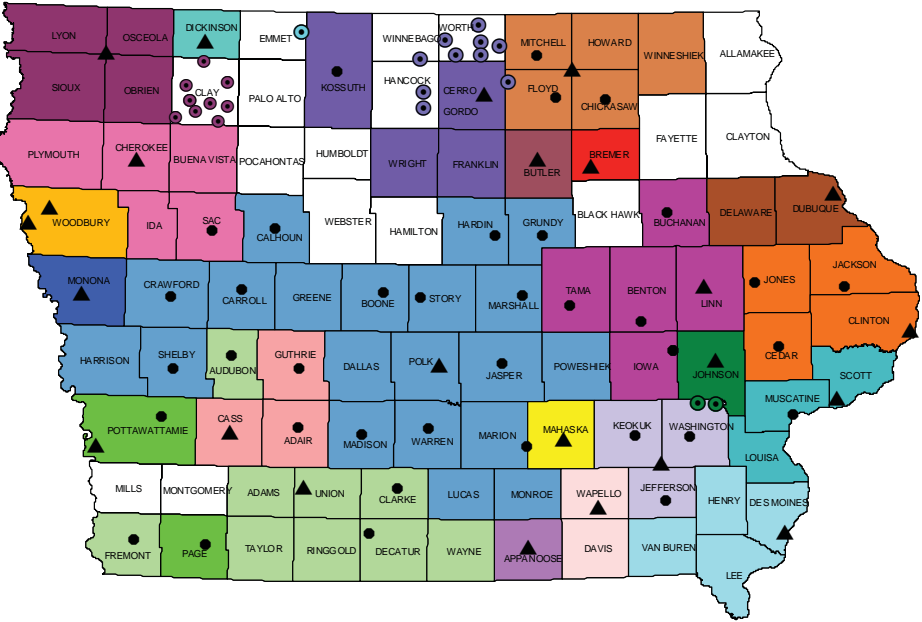 LYON
OSCEOLA
DICKINSON
EMMET
WINNEBAGO
WORTH
MITCHELL
HOWARD
WINNESHIEK
ALLAMAKEE
SIOUX
OBRIEN
CLAY
PALO ALTO
KOSSUTH
HANCOCK
CERRO
GORDO
FLOYD
CHICKASAW
PLYMOUTH
CHEROKEE
BUENA VISTA
POCAHONTAS
HUMBOLDT
WRIGHT
FRANKLIN
BUTLER
BREMER
FAYETTE
CLAYTON
WOODBURY
IDA
SAC
CALHOUN
WEBSTER
HAMILTON
HARDIN
GRUNDY
BLACK HAWK
BUCHANAN
DELAWARE
DUBUQUE
MONONA
CRAWFORD
CARROLL
GREENE
BOONE
STORY
MARSHALL
TAMA
BENTON
LINN
JONES
JACKSON
CLINTON
HARRISON
SHELBY
AUDUBON
GUTHRIE
DALLAS
POLK
JASPER
POWESHIEK
IOWA
JOHNSON
CEDAR
SCOTT
MUSCATINE
POTTAWATTAMIE
CASS
ADAIR
MADISON
WARREN
MARION
MAHASKA
KEOKUK
WASHINGTON
LOUISA
MILLS
MONTGOMERY
ADAMS
UNION
CLARKE
LUCAS
MONROE
WAPELLO
JEFFERSON
HENRY
DES MOINES
FREMONT
PAGE
TAYLOR
RINGGOLD
DECATUR
WAYNE
APPANOOSE
DAVIS
VAN BUREN
LEE